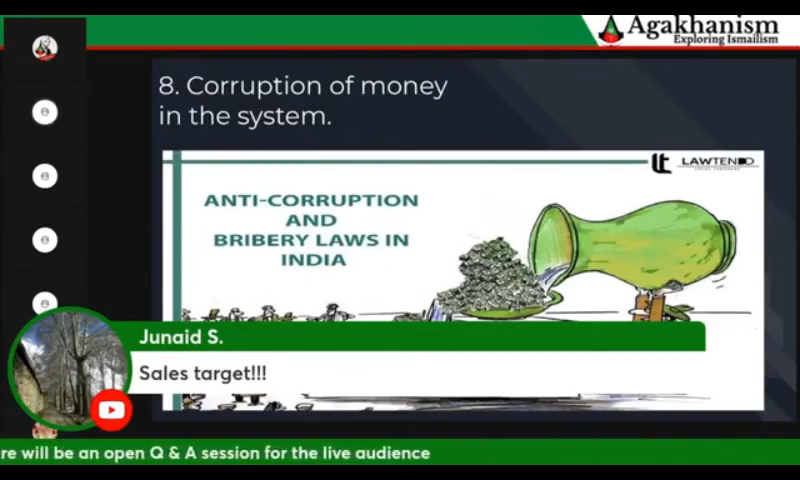 Agakhanism
Exploring Ismailism
8. Corruption of money
in the system.
LAWTENDO
ANTI-CORRUPTION
AND
BRIBERY LAWS IN
INDIA
Junaid S.
Sales target!!!
re will be an open Q & A session for the live audience